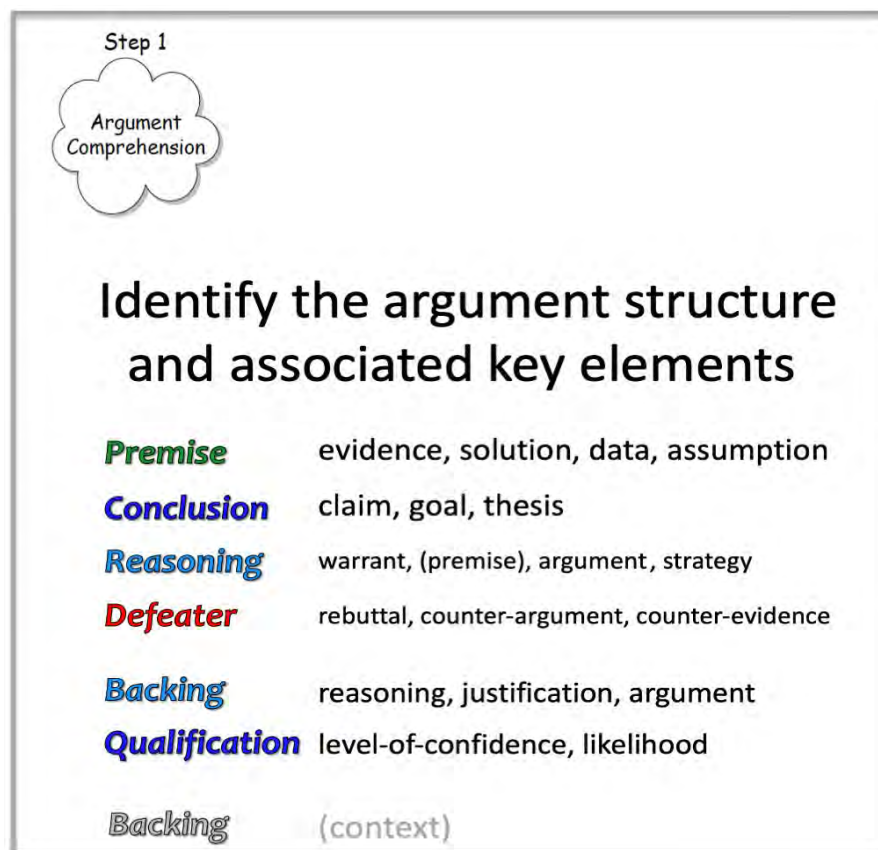 Step 1
Argument
Comprehension
Identify the argument structure
and associated key elements
Premise evidence, solution, data, assumption
Conclusion claim, goal, thesis
Reasoning warrant, (premise), argument, strategy
Defeater rebuttal, counter-argument, counter-evidence
Backing reasoning, justification, argument
Qualification level-of-confidence, likelihood
Backing (context)